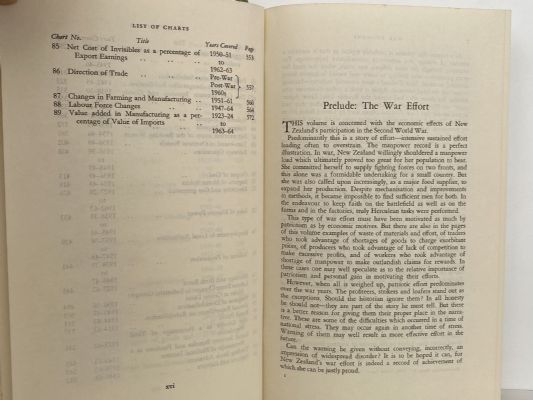 LIST OF CHARTS
Chart No. Title Years Covered Page
85 Net Cost of Invisibles as a percentage of 1950–51
Export Earnings .. .. .. to 553
1962–63
86 Direction of Trade .. .. .. Pre-War
Post-War 557
1960s
87 Changes in Farming and Manufacturing .. 1951–61 564
88 Labour Force Changes .. .. 1947–64 568
89 Value added in Manufacturing as a per- 1923–24 572
centage of Value of Imports .. .. to
1963–64
xvi
Prelude: The War Effort
THIS volume is concerned with the economic effects of New
Zealand's participation in the Second World War.
Predominantly this is a story of effort—intensive sustained effort
leading often to overstrain. The manpower record is a perfect
illustration. In war, New Zealand willingly shouldered a manpower
load which ultimately proved too great for her population to bear.
She committed herself to supplying fighting forces on two fronts, and
this alone was a formidable undertaking for a small country. But
she was also called upon increasingly, as a major food supplier, to
expand her production. Despite mechanisation and improvements
in methods, it became impossible to find sufficient men for both. In
the endeavour to keep faith on the battlefield as well as on the
farms and in the factories, truly Herculean tasks were performed.
This type of war effort must have been motivated as much by
patriotism as by economic motives. But there are also in the pages
of this volume examples of waste of materials and effort, of traders
who took advantage of shortages of goods to charge exorbitant
prices, of producers who took advantage of lack of competition to
make excessive profits, and of workers who took advantage of
shortage of manpower to make outlandish claims for rewards. In
these cases one may well speculate as to the relative importance of
patriotism and personal gain in motivating their efforts.
However, when all is weighed up, patriotic effort predominates
over the war years. The profiteers, strikers and loafers stand out as
the exceptions. Should the historian ignore them? In all honesty
he should not—they are part of the story he must tell. But there
is a better reason for giving them their proper place in the narra-
tive. These are some of the difficulties which occurred in a time of
national stress. They may occur again in another time of stress.
Warning of them may well result in more effective effort in the
future.
Can the warning be given without conveying, incorrectly, an
impression of widespread disorder? It is to be hoped it can, for
New Zealand's war effort is indeed a record of achievement of
which she can be justly proud.